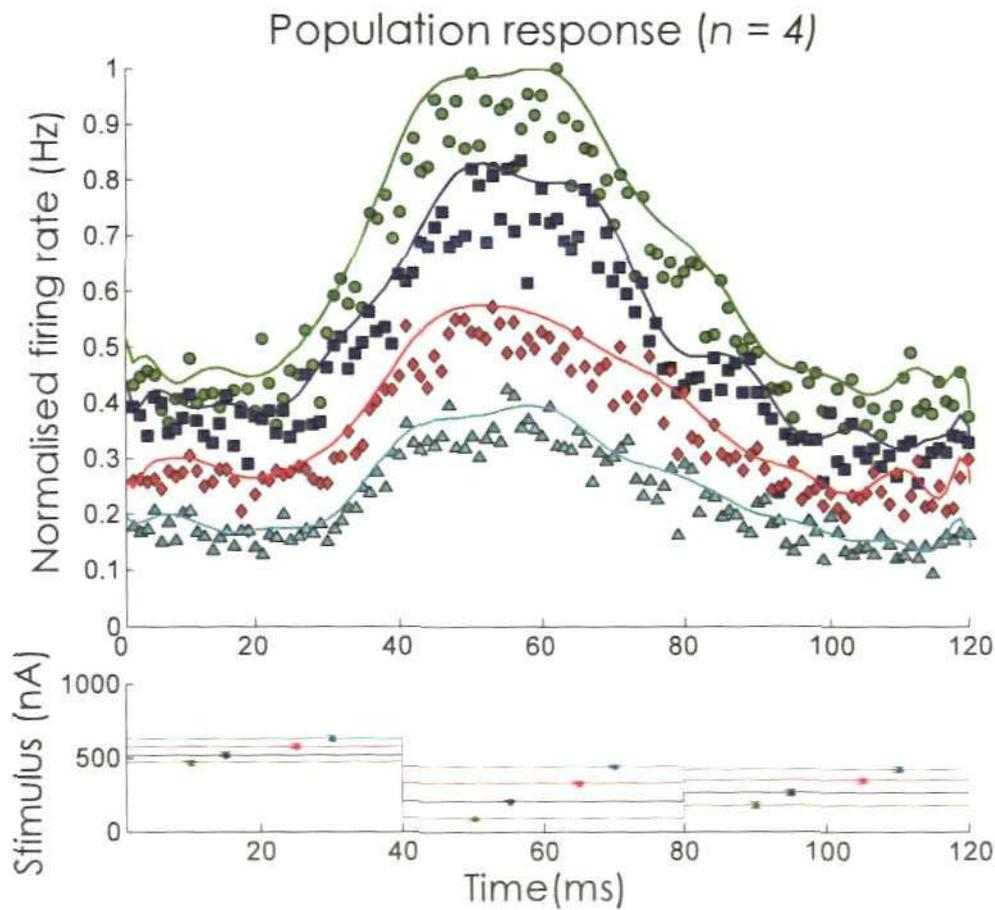 Population response (n = 4)
Normalised firing rate (Hz)
1
0.9
0.8
0.7
0.6
0.5
0.4
0.3
0.2
0.1
0
0 20 40 60 80 100 120
Stimulus (nA)
1000
500
0
20 40 60 80 100 120
Time(ms)